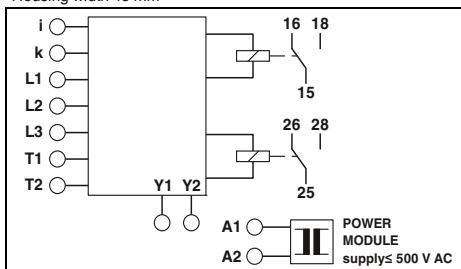 Housing width 45 mm
i
k
L1
L2
L3
T1
T2
Y1 Y2
16 18
15
26 28
25
A1
A2
POWER
MODULE
supply≤ 500 V AC